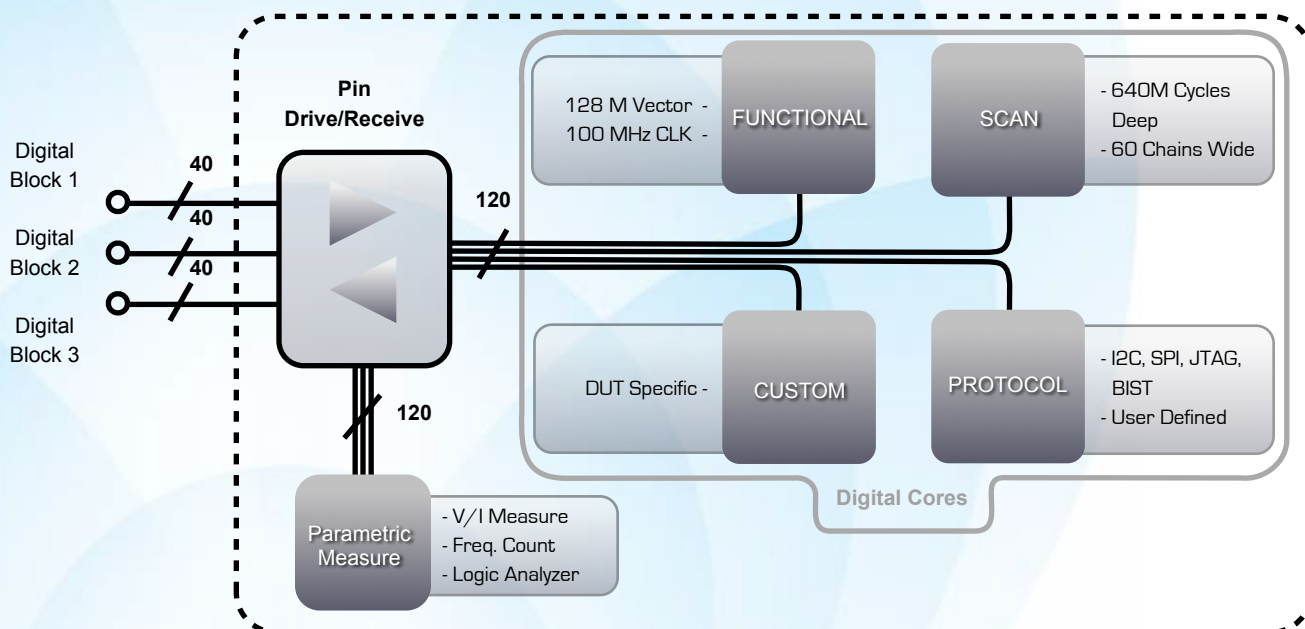 Pin
Drive/Receive
Digital
Block 1
40
Digital
Block 2
40
Digital
Block 3
40
120
128 M Vector -
100 MHz CLK -
FUNCTIONAL
SCAN
- 640M Cycles
Deep
- 60 Chains Wide
DUT Specific -
CUSTOM
PROTOCOL
- I2C, SPI, JTAG,
BIST
- User Defined
Digital Cores
120
Parametric
Measure
- V/I Measure
- Freq. Count
- Logic Analyzer